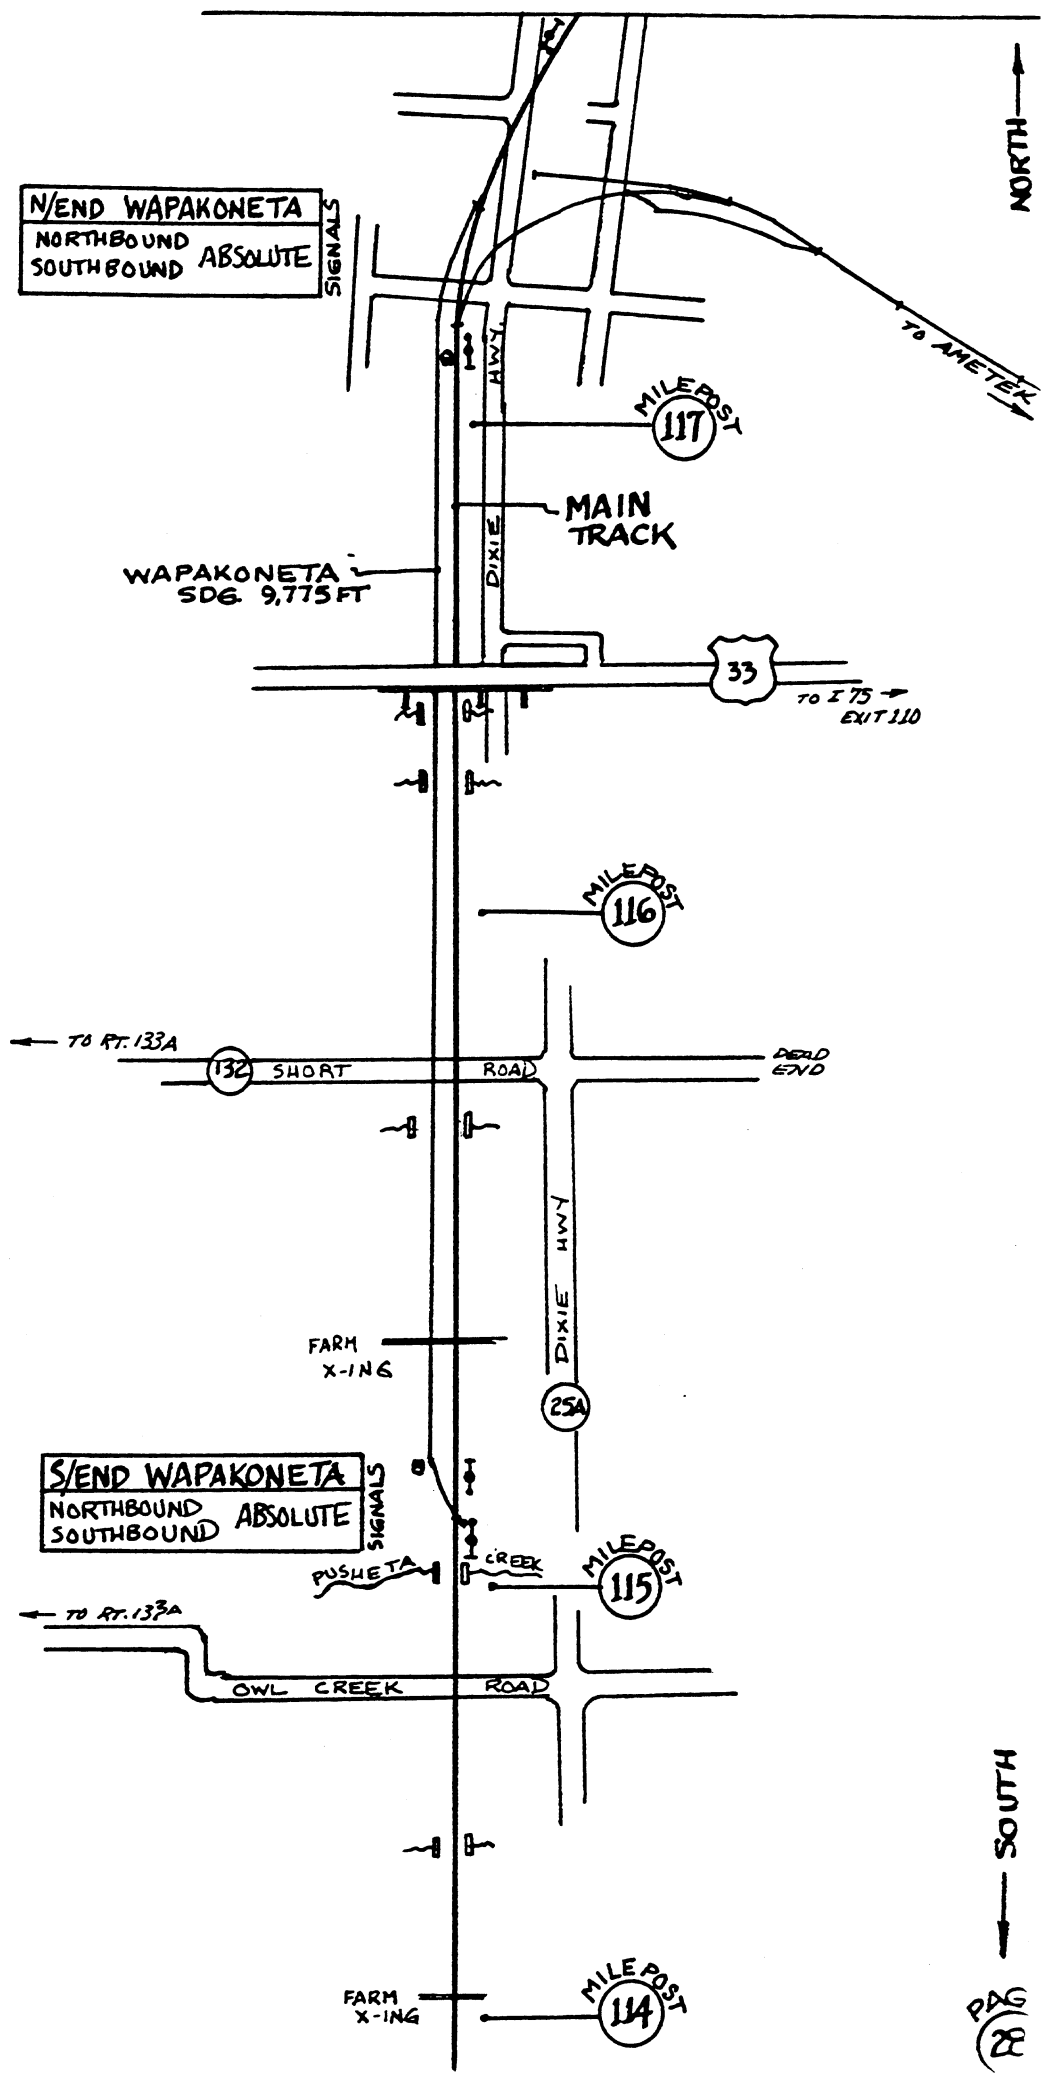 NORTH
N/END WAPAKONETA
NORTHBOUND
SOUTHBOUND
ABSOLUTE
SIGNALS
TO AMETEK
HWY.
MILEPOST
117
MAIN
TRACK
DIXIE
WAPAKONETA
SDG. 9,775 FT
33
TO I 75
EXIT 110
MILEPOST
116
TO RT. 133A
132
SHORT ROAD
DEAD
END
DIXIE HWY
FARM
X-ING
25A
S/END WAPAKONETA
NORTHBOUND
SOUTHBOUND
ABSOLUTE
SIGNALS
PUSHETA CREEK
MILEPOST
115
TO RT. 133A
OWL CREEK ROAD
SOUTH
FARM
X-ING
MILEPOST
114
PAG
28